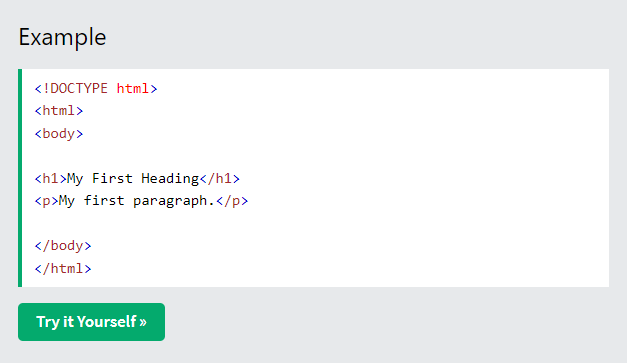 Example
<!DOCTYPE html>
<html>
<body>
<h1>My First Heading</h1>
<p>My first paragraph.</p>
</body>
</html>
Try it Yourself »